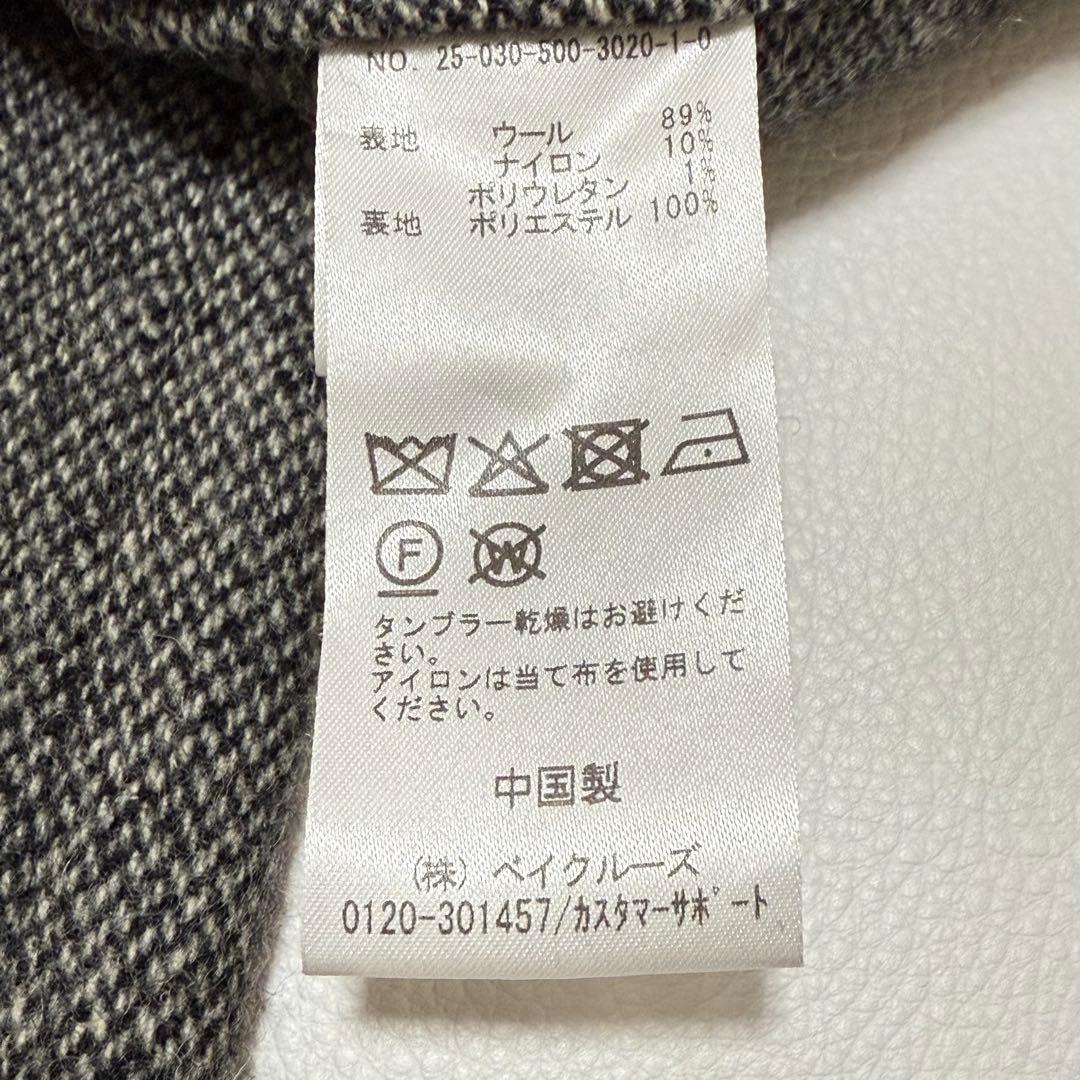 NO. 25-030-500-3020-1-0
表地 ウール 89%
ナイロン 10%
ポリウレタン 1%
裏地 ポリエステル 100%
F W
タンブラー乾燥はお避けくだ
さい。
アイロンは当て布を使用して
ください。
中国製
(株) ベイクルーズ
0120-301457/カスタマーサポート